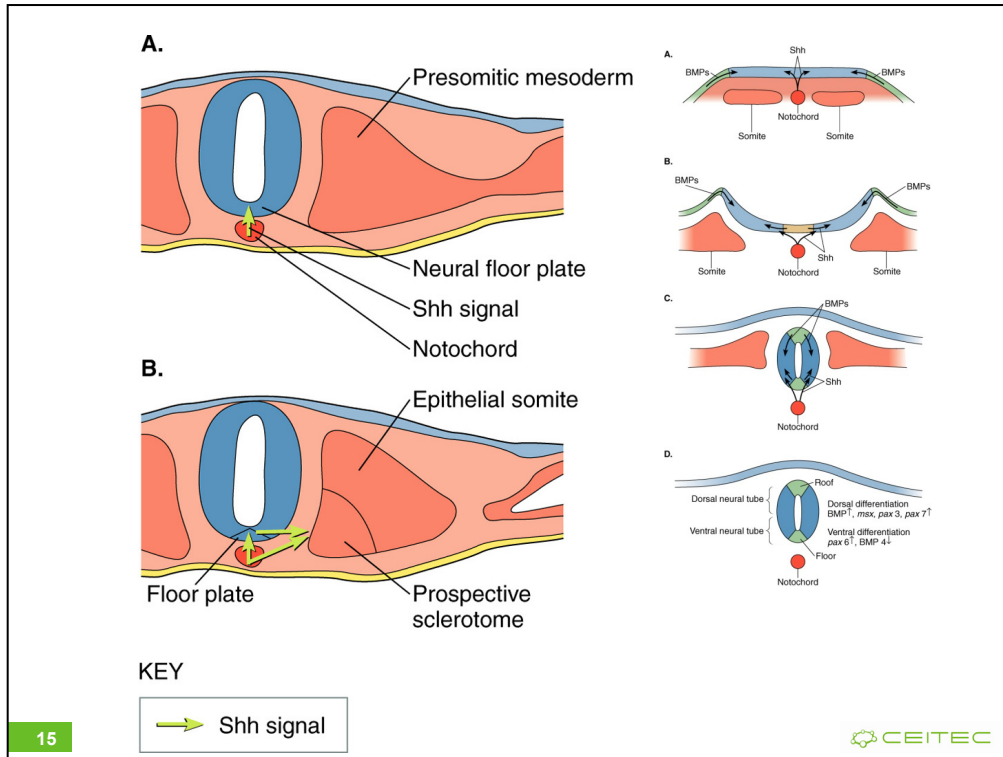 A.
Presomitic mesoderm
Neural floor plate
Shh signal
Notochord
B.
Epithelial somite
Floor plate
Prospective
sclerotome
KEY
Shh signal
A.
Shh
BMPs
BMPs
Notochord
Somite
Somite
B.
BMPs
BMPs
Shh
Somite
Notochord
Somite
C.
BMPs
Shh
Notochord
D.
Roof
Dorsal neural tube
Dorsal differentiation
BMP↑, msx, pax 3, pax 7↑
Ventral neural tube
Ventral differentiation
pax 6↑, BMP 4↓
Floor
Notochord
15
CEITEC